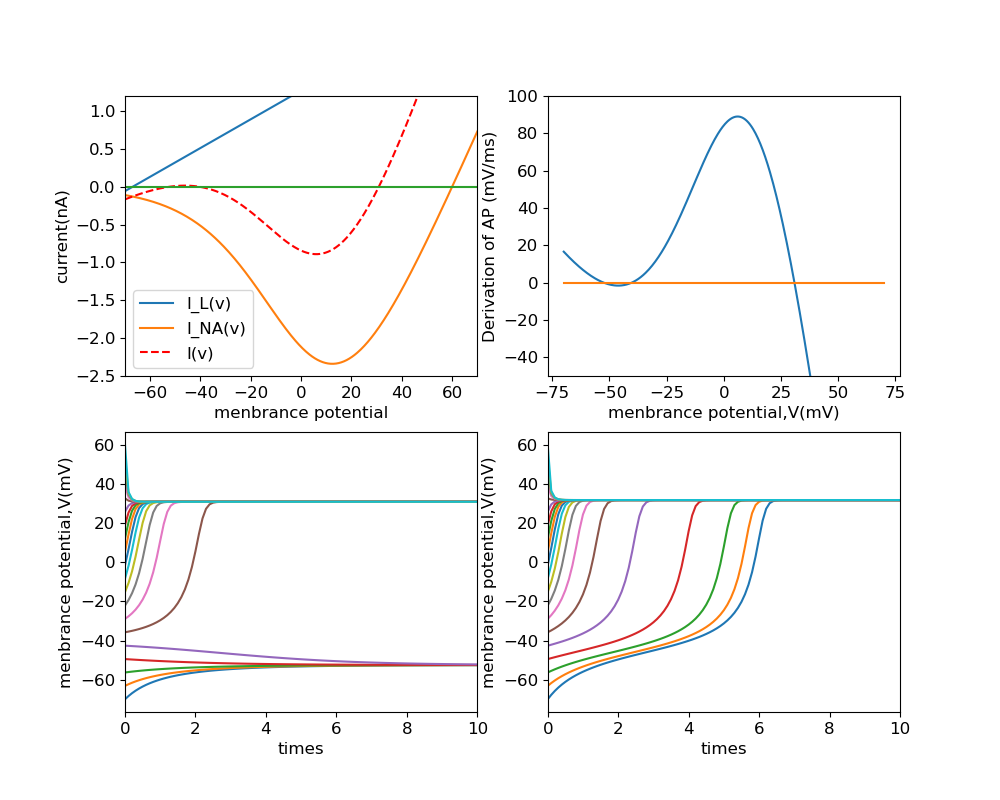 1.0
0.5
0.0
−0.5
−1.0
−1.5
−2.0
−2.5
current(nA)
I_L(v)
I_NA(v)
I(v)
−60 −40 −20 0 20 40 60
menbrance potential
100
80
60
40
20
0
−20
−40
Derivation of AP (mV/ms)
−75 −50 −25 0 25 50 75
menbrance potential,V(mV)
60
40
20
0
−20
−40
−60
menbrance potential,V(mV)
0 2 4 6 8 10
times
60
40
20
0
−20
−40
−60
menbrance potential,V(mV)
0 2 4 6 8 10
times